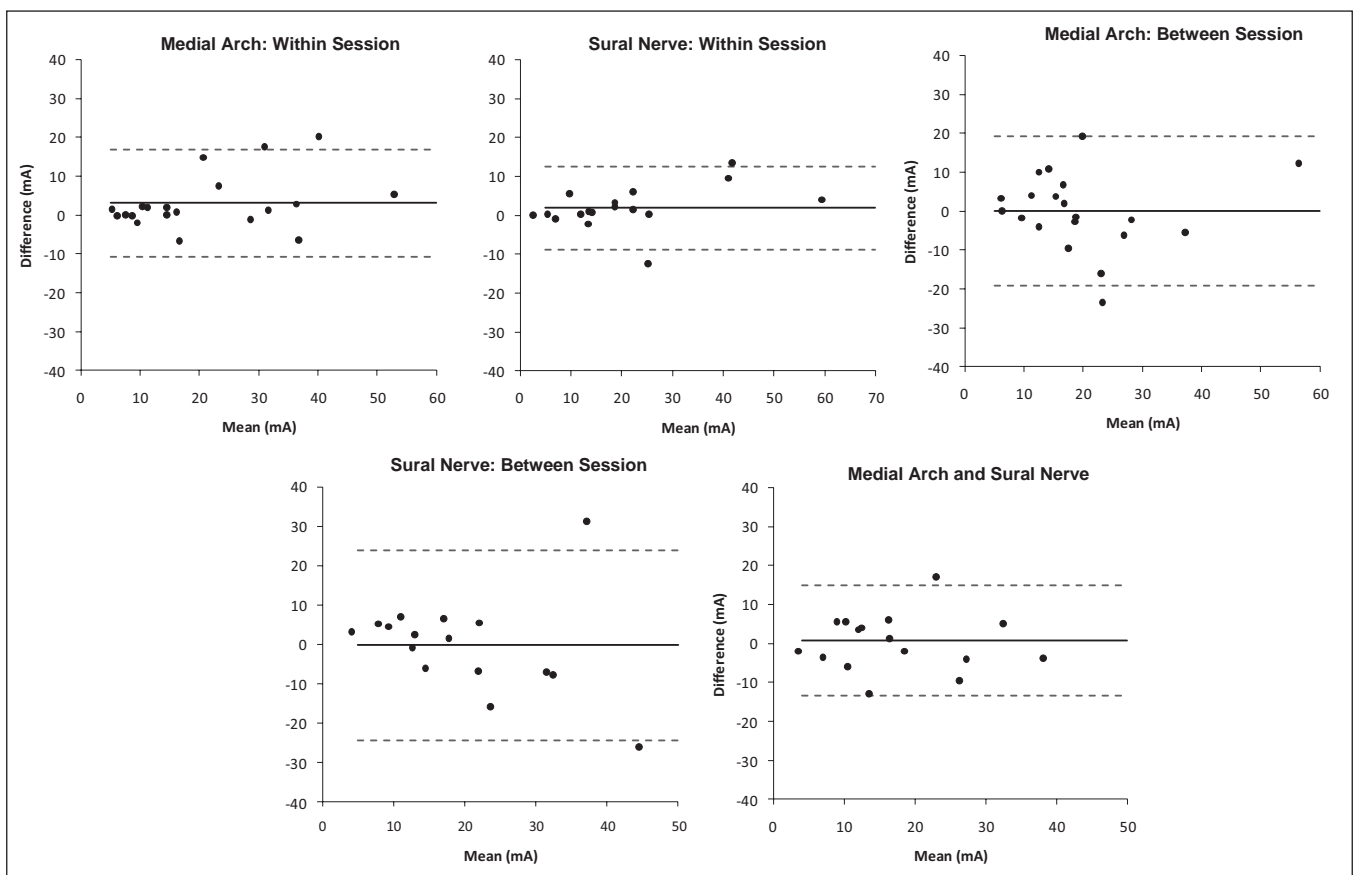 Medial Arch: Within Session
40
30
20
10
0
-10
-20
-30
-40
Difference (mA)
0 10 20 30 40 50 60
Mean (mA)
Sural Nerve: Within Session
40
30
20
10
0
-10
-20
-30
-40
0 10 20 30 40 50 60 70
Mean (mA)
Medial Arch: Between Session
40
30
20
10
0
-10
-20
-30
-40
Difference (mA)
0 10 20 30 40 50 60
Mean (mA)
Sural Nerve: Between Session
40
30
20
10
0
-10
-20
-30
-40
0 10 20 30 40 50
Mean (mA)
Medial Arch and Sural Nerve
40
30
20
10
0
-10
-20
-30
-40
Difference (mA)
0 10 20 30 40 50
Mean (mA)